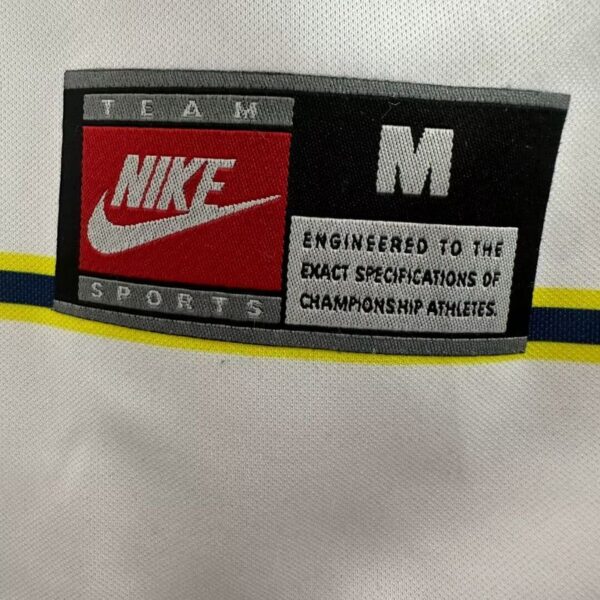 TEAM
NIKE
SPORTS
M
ENGINEERED TO THE
EXACT SPECIFICATIONS OF
CHAMPIONSHIP ATHLETES.